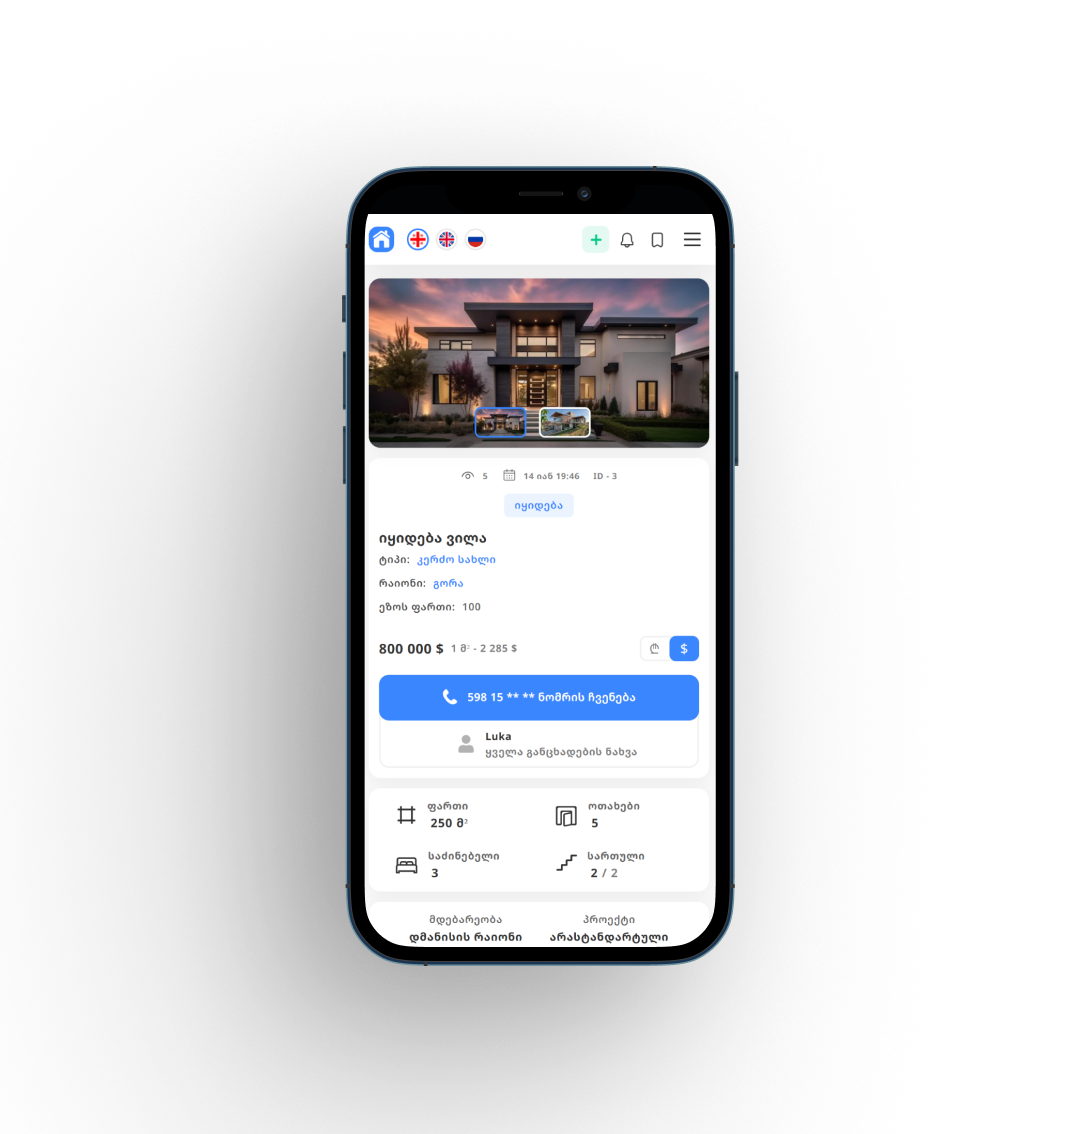 5 14 იან 19:46 ID - 3
იყიდება
იყიდება ვილა
ტიპი: კერძო სახლი
რაიონი: გორა
ეზოს ფართი: 100
800 000 $ 1 მ² - 2 285 $ ₾ $
598 15 ** ** ნომრის ჩვენება
Luka
ყველა განცხადების ნახვა
ფართი ოთახები
250 მ² 5
საძინებელი სართული
3 2 / 2
მდებარეობა პროექტი
დმანისის რაიონი არასტანდარტული